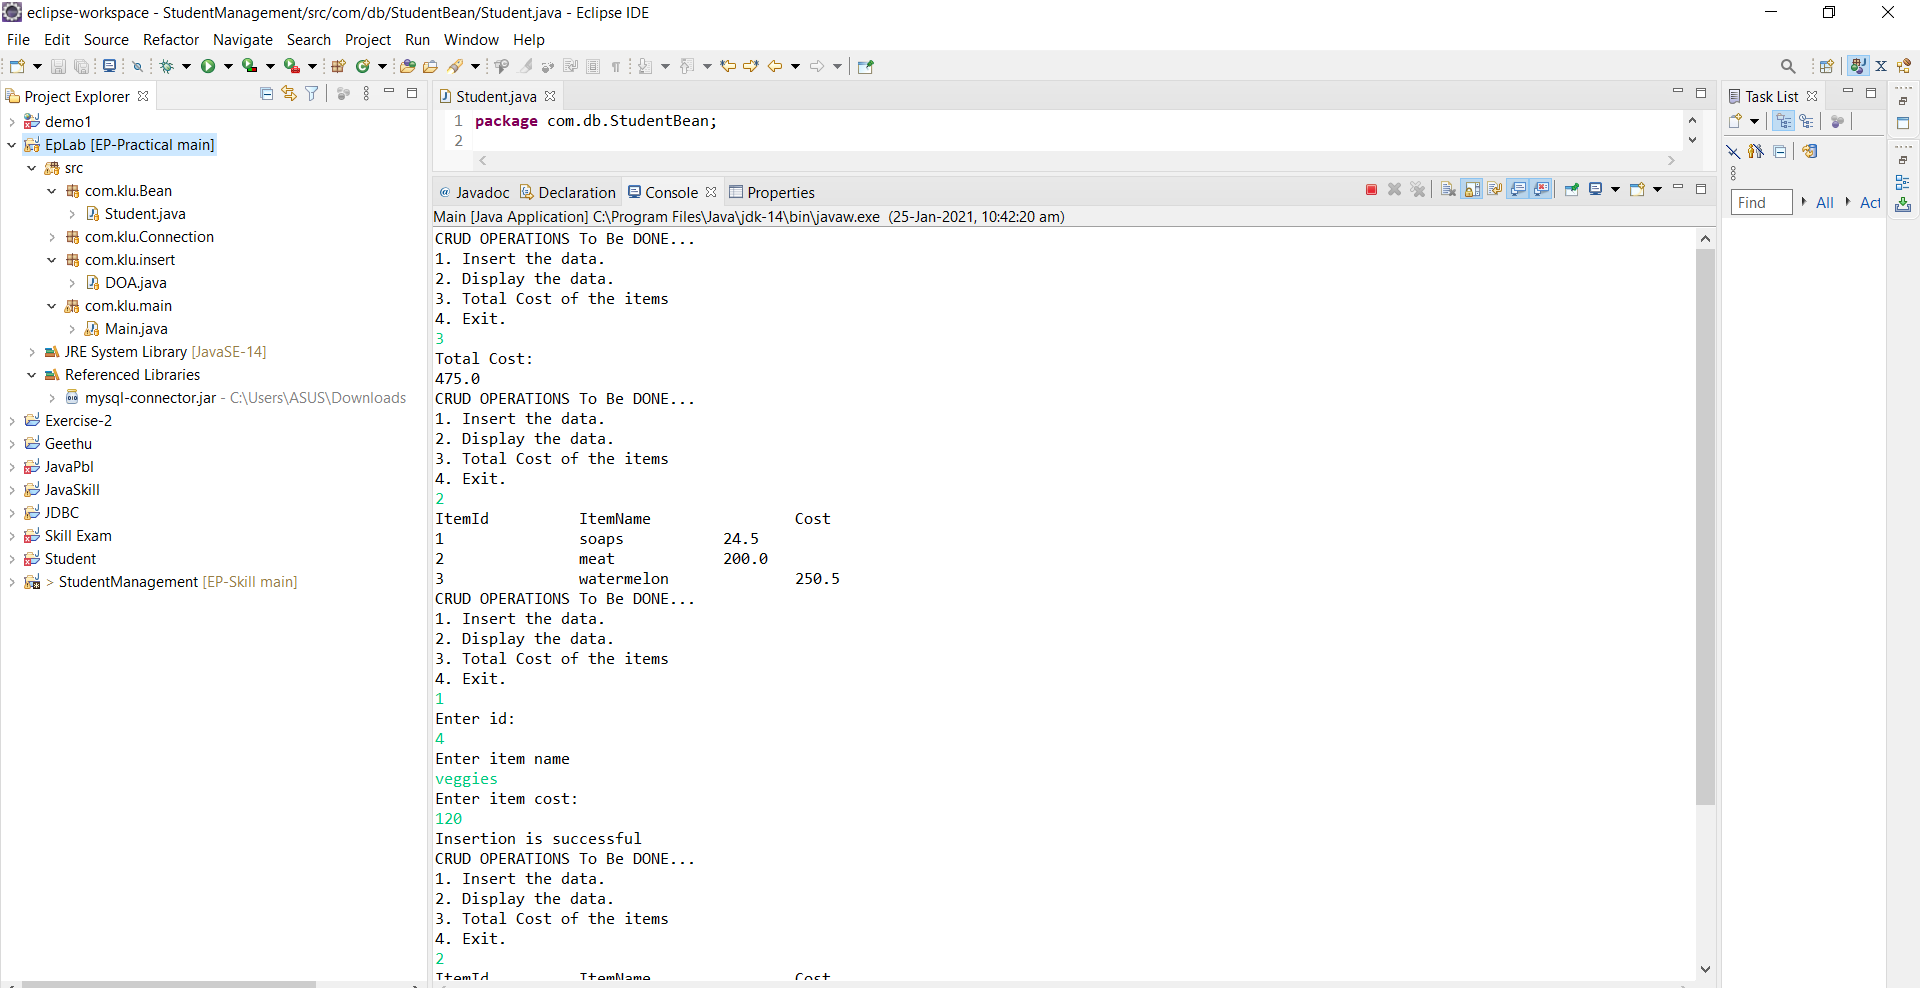 eclipse-workspace - StudentManagement/src/com/db/StudentBean/Student.java - Eclipse IDE
File Edit Source Refactor Navigate Search Project Run Window Help
Project Explorer
demo1
EpLab [EP-Practical main]
src
com.klu.Bean
Student.java
com.klu.Connection
com.klu.insert
DOA.java
com.klu.main
Main.java
JRE System Library [JavaSE-14]
Referenced Libraries
mysql-connector.jar - C:\Users\ASUS\Downloads
Exercise-2
Geethu
JavaPbl
JavaSkill
JDBC
Skill Exam
Student
> StudentManagement [EP-Skill main]
Student.java
1 package com.db.StudentBean;
2
@ Javadoc Declaration Console Properties
Main [Java Application] C:\Program Files\Java\jdk-14\bin\javaw.exe (25-Jan-2021, 10:42:20 am)
CRUD OPERATIONS To Be DONE...
1. Insert the data.
2. Display the data.
3. Total Cost of the items
4. Exit.
3
Total Cost:
475.0
CRUD OPERATIONS To Be DONE...
1. Insert the data.
2. Display the data.
3. Total Cost of the items
4. Exit.
2
ItemId ItemName Cost
1 soaps 24.5
2 meat 200.0
3 watermelon 250.5
CRUD OPERATIONS To Be DONE...
1. Insert the data.
2. Display the data.
3. Total Cost of the items
4. Exit.
1
Enter id:
4
Enter item name
veggies
Enter item cost:
120
Insertion is successful
CRUD OPERATIONS To Be DONE...
1. Insert the data.
2. Display the data.
3. Total Cost of the items
4. Exit.
2
ItemId ItemName Cost
Task List
Find All Act